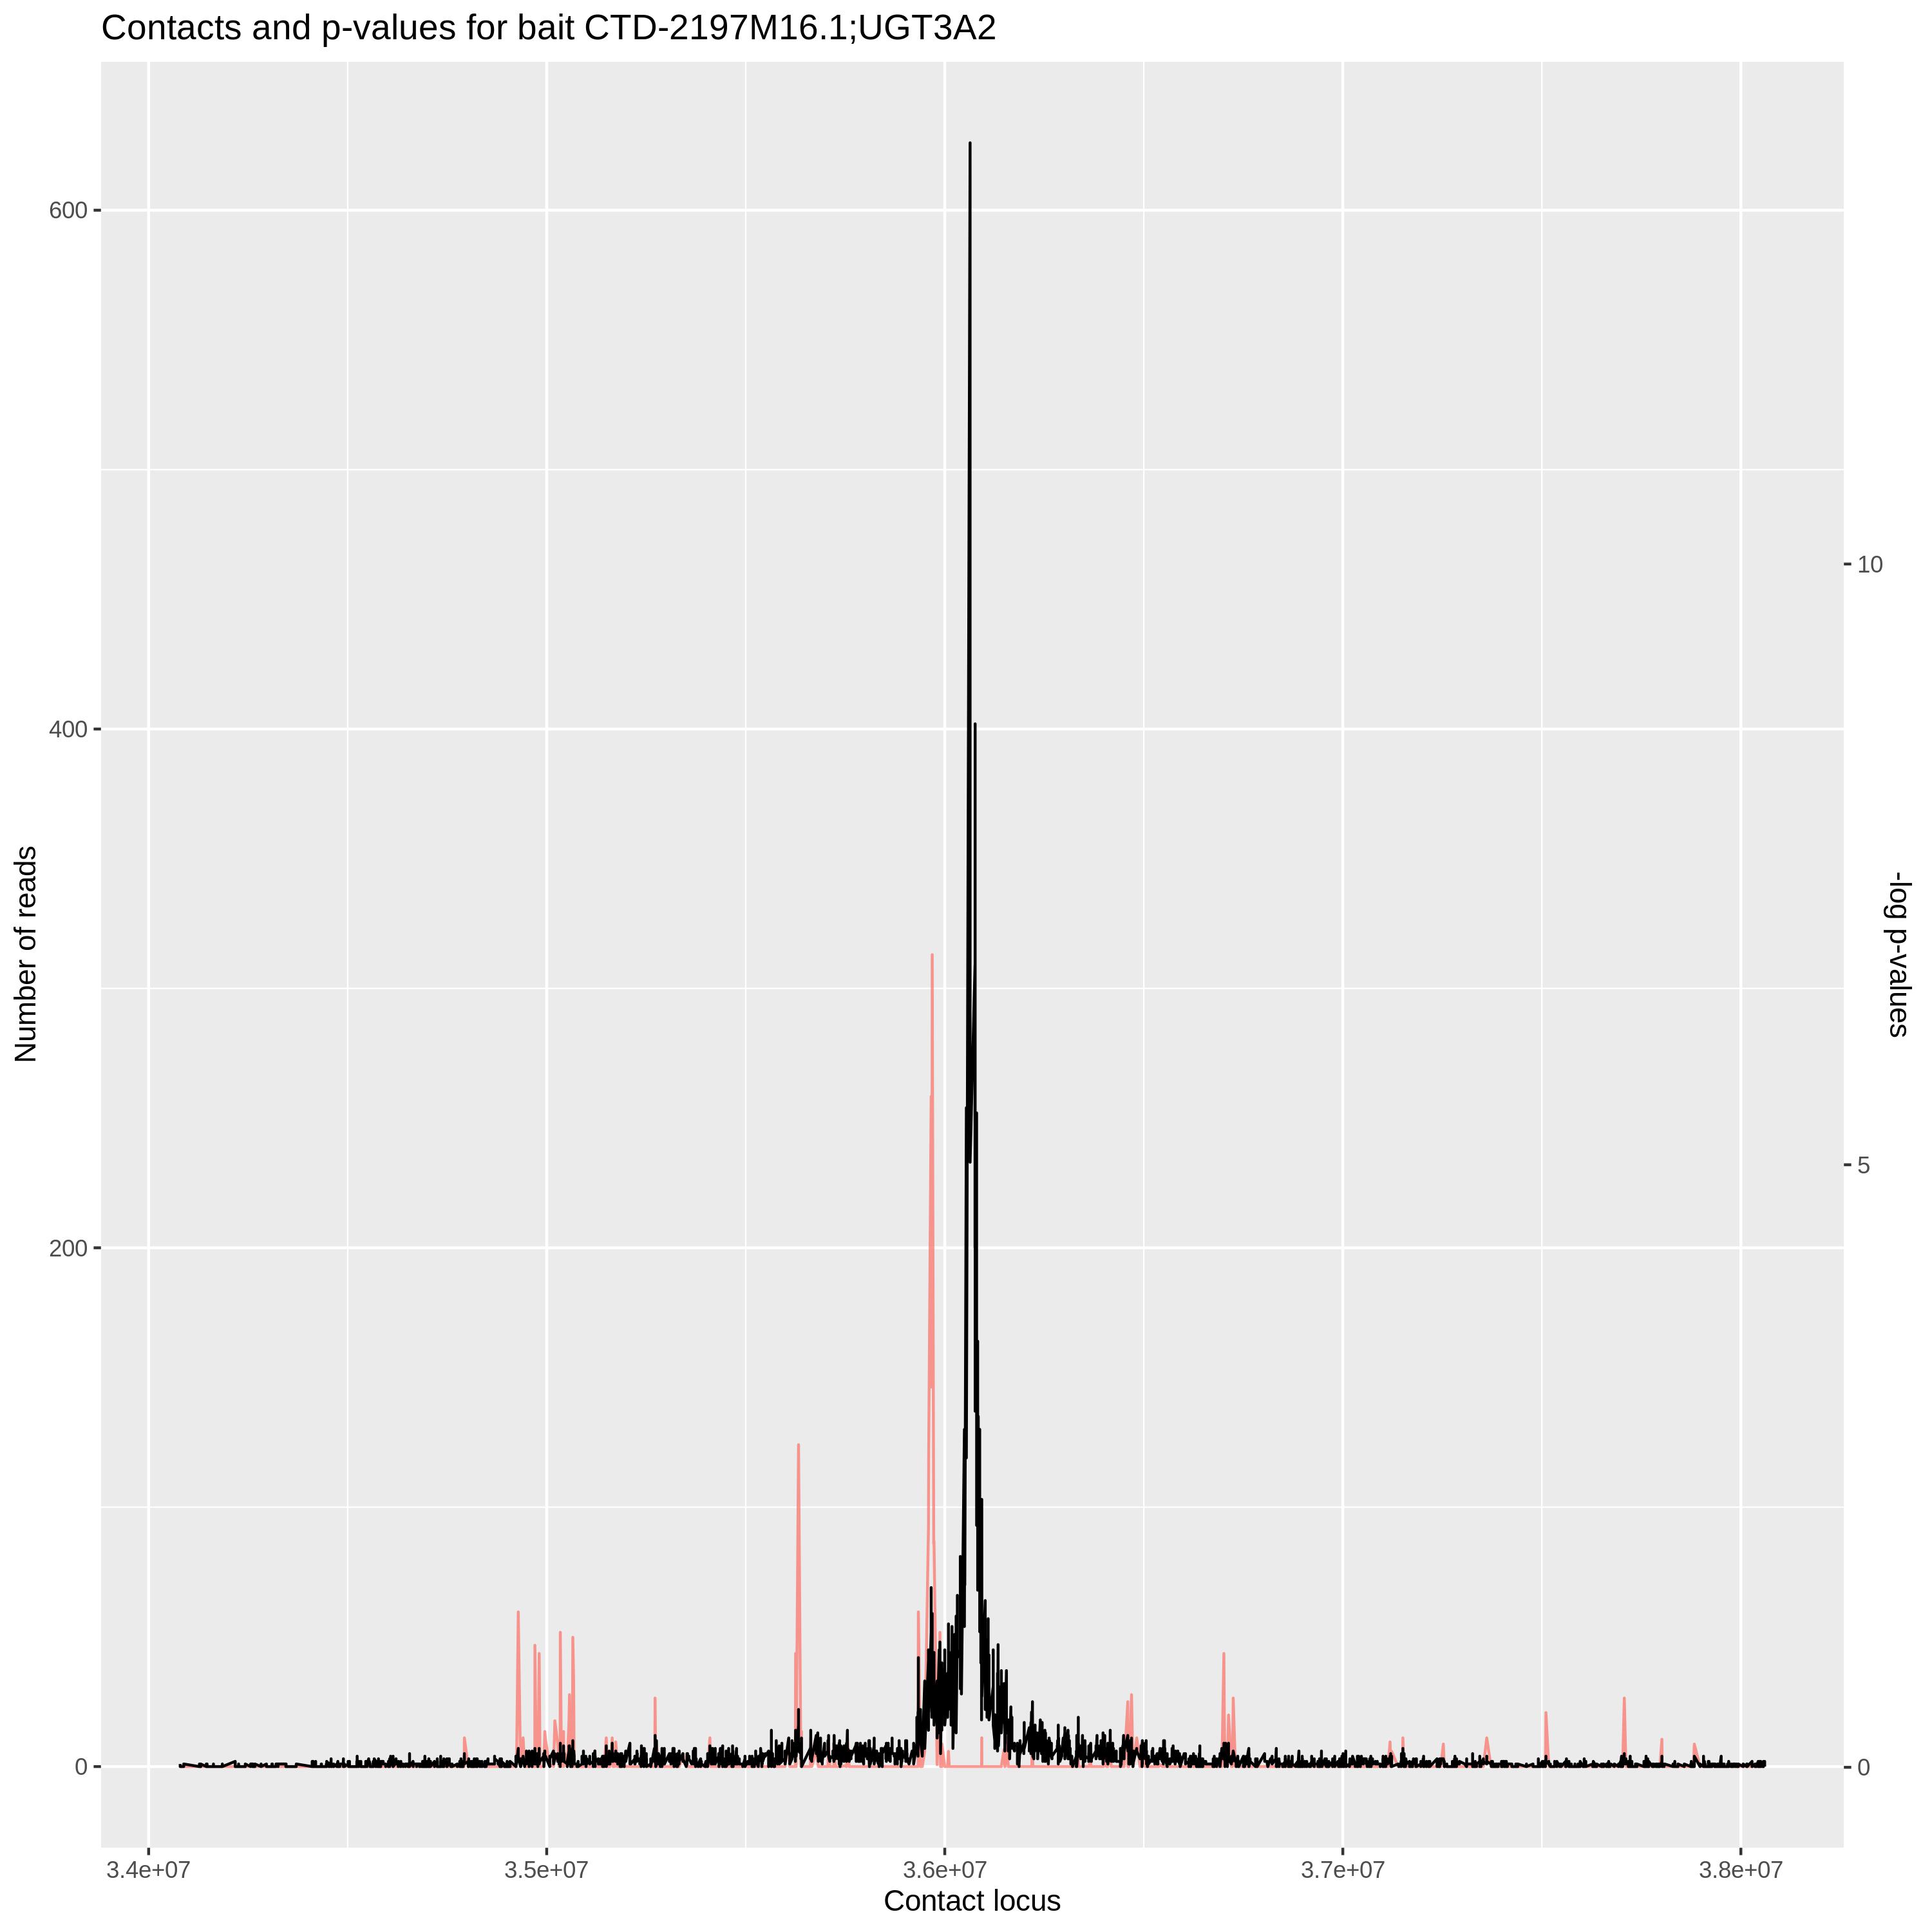 Contacts and p-values for bait CTD-2197M16.1;UGT3A2
600
400
200
0
Number of reads
10
5
0
-log p-values
3.4e+07 3.5e+07 3.6e+07 3.7e+07 3.8e+07
Contact locus